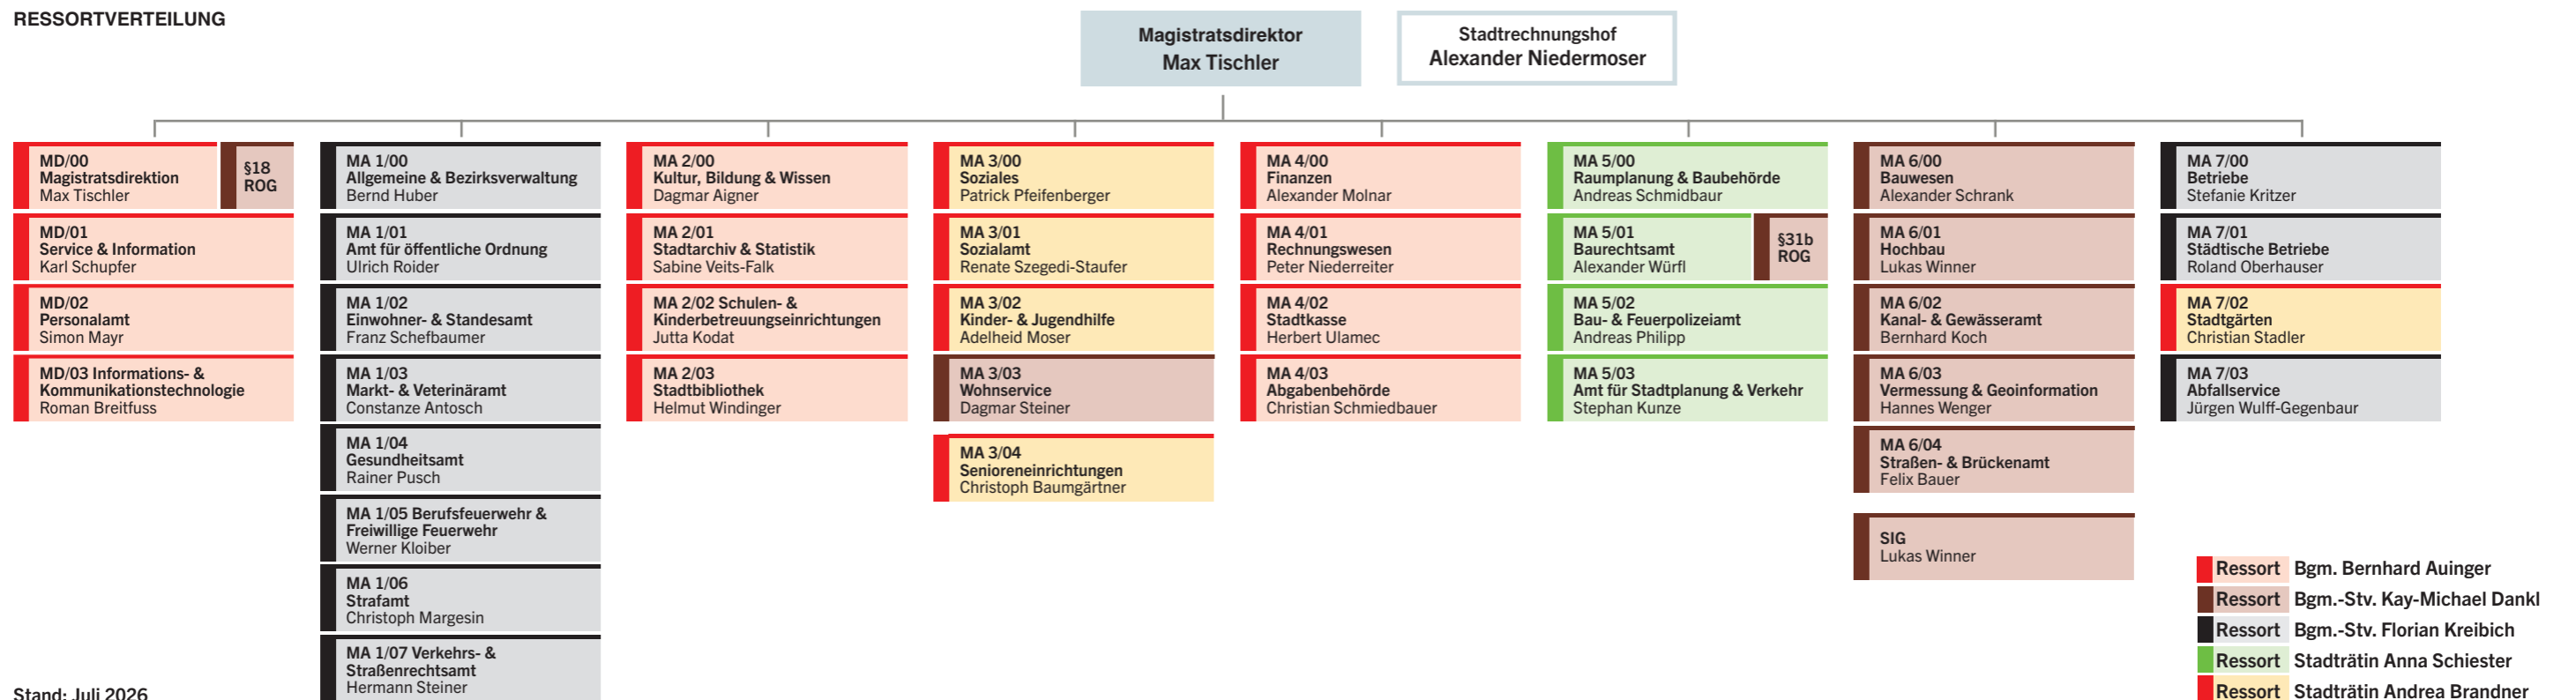 RESSORTVERTEILUNG
Magistratsdirektor
Max Tischler
Stadtrechnungshof
Alexander Niedermoser
MD/00
Magistratsdirektion
Max Tischler
§18
ROG
MD/01
Service & Information
Karl Schupfer
MD/02
Personalamt
Simon Mayr
MD/03 Informations- &
Kommunikationstechnologie
Roman Breitfuss
MA 1/00
Allgemeine & Bezirksverwaltung
Bernd Huber
MA 1/01
Amt für öffentliche Ordnung
Ulrich Roider
MA 1/02
Einwohner- & Standesamt
Franz Schefbaumer
MA 1/03
Markt- & Veterinäramt
Constanze Antosch
MA 1/04
Gesundheitsamt
Rainer Pusch
MA 1/05 Berufsfeuerwehr &
Freiwillige Feuerwehr
Werner Kloiber
MA 1/06
Strafamt
Christoph Margesin
MA 1/07 Verkehrs- &
Straßenrechtsamt
Hermann Steiner
MA 2/00
Kultur, Bildung & Wissen
Dagmar Aigner
MA 2/01
Stadtarchiv & Statistik
Sabine Veits-Falk
MA 2/02 Schulen- &
Kinderbetreuungseinrichtungen
Jutta Kodat
MA 2/03
Stadtbibliothek
Helmut Windinger
MA 3/00
Soziales
Patrick Pfeifenberger
MA 3/01
Sozialamt
Renate Szegedi-Staufer
MA 3/02
Kinder- & Jugendhilfe
Adelheid Moser
MA 3/03
Wohnservice
Dagmar Steiner
MA 3/04
Senioreneinrichtungen
Christoph Baumgärtner
MA 4/00
Finanzen
Alexander Molnar
MA 4/01
Rechnungswesen
Peter Niederreiter
MA 4/02
Stadtkasse
Herbert Ulamec
MA 4/03
Abgabenbehörde
Christian Schmiedbauer
MA 5/00
Raumplanung & Baubehörde
Andreas Schmidbaur
MA 5/01
Baurechtsamt
Alexander Würfl
§31b
ROG
MA 5/02
Bau- & Feuerpolizeiamt
Andreas Philipp
MA 5/03
Amt für Stadtplanung & Verkehr
Stephan Kunze
MA 6/00
Bauwesen
Alexander Schrank
MA 6/01
Hochbau
Lukas Winner
MA 6/02
Kanal- & Gewässeramt
Bernhard Koch
MA 6/03
Vermessung & Geoinformation
Hannes Wenger
MA 6/04
Straßen- & Brückenamt
Felix Bauer
SIG
Lukas Winner
MA 7/00
Betriebe
Stefanie Kritzer
MA 7/01
Städtische Betriebe
Roland Oberhauser
MA 7/02
Stadtgärten
Christian Stadler
MA 7/03
Abfallservice
Jürgen Wulff-Gegenbaur
Ressort Bgm. Bernhard Auinger
Ressort Bgm.-Stv. Kay-Michael Dankl
Ressort Bgm.-Stv. Florian Kreibich
Ressort Stadträtin Anna Schiester
Ressort Stadträtin Andrea Brandner
Stand: Juli 2026